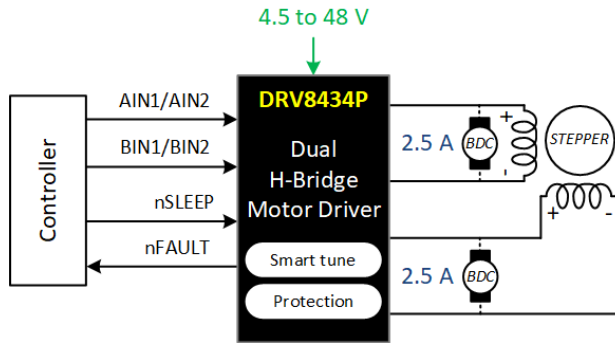 4.5 to 48 V
DRV8434P
Dual
H-Bridge
Motor Driver
Smart tune
Protection
Controller
AIN1/AIN2
BIN1/BIN2
nSLEEP
nFAULT
2.5 A
BDC
+
-
STEPPER
+
-
2.5 A
BDC